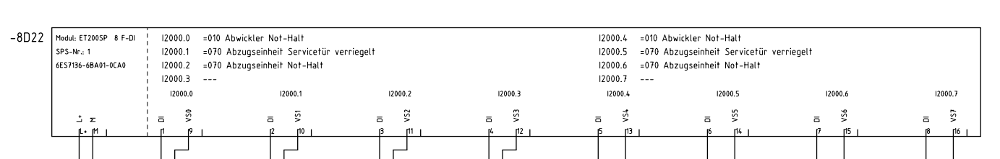 -8D22
Modul: ET200SP 8 F-DI
SPS-Nr.: 1
6ES7136-6BA01-0CA0
I2000.0 =010 Abwickler Not-Halt
I2000.1 =070 Abzugseinheit Servicetür verriegelt
I2000.2 =070 Abzugseinheit Not-Halt
I2000.3 ---
I2000.4 =010 Abwickler Not-Halt
I2000.5 =070 Abzugseinheit Servicetür verriegelt
I2000.6 =070 Abzugseinheit Not-Halt
I2000.7 ---
I2000.0 I2000.1 I2000.2 I2000.3 I2000.4 I2000.5 I2000.6 I2000.7
L+ M DI VS0 DI VS1 DI VS2 DI VS3 DI VS4 DI VS5 DI VS6 DI VS7
L+ M 1 9 2 10 3 11 4 12 5 13 6 14 7 15 8 16